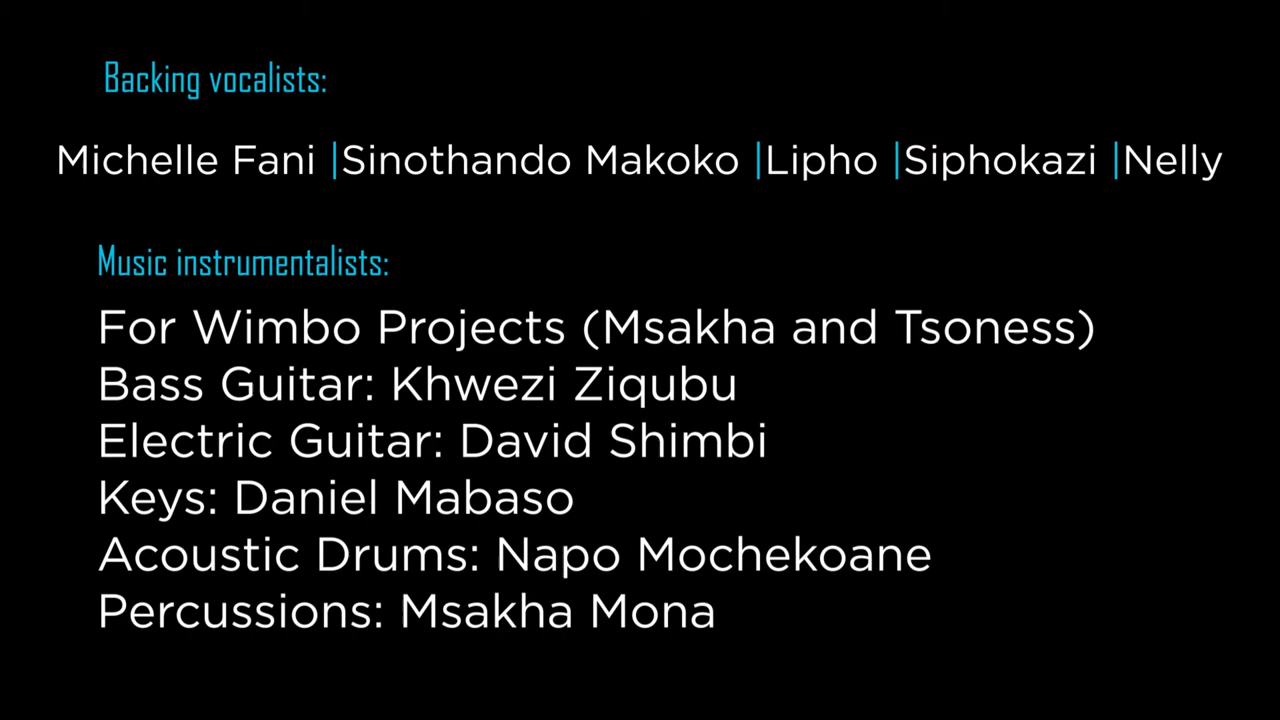 Backing vocalists:
Michelle Fani |Sinothando Makoko |Lipho |Siphokazi |Nelly
Music instrumentalists:
For Wimbo Projects (Msakha and Tsoness)
Bass Guitar: Khwezi Ziqubu
Electric Guitar: David Shimbi
Keys: Daniel Mabaso
Acoustic Drums: Napo Mochekoane
Percussions: Msakha Mona